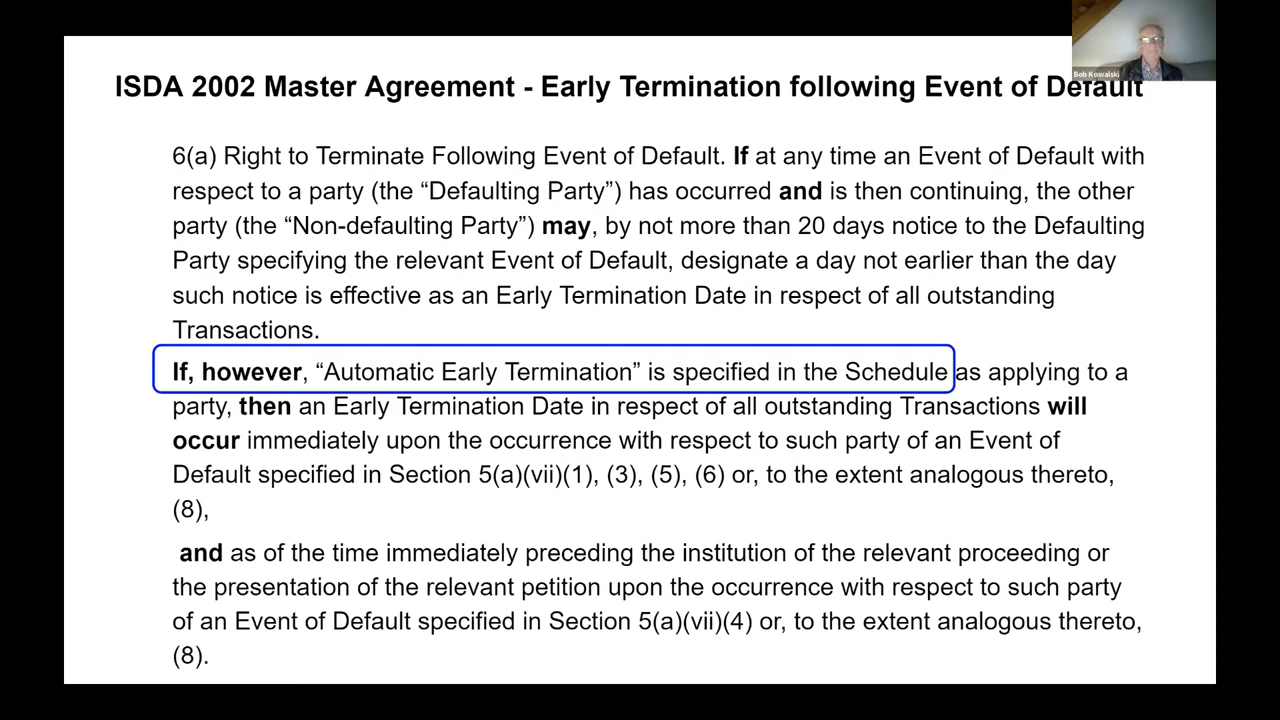 Bob Kowalski
ISDA 2002 Master Agreement - Early Termination following Event of Default
6(a) Right to Terminate Following Event of Default. If at any time an Event of Default with
respect to a party (the “Defaulting Party”) has occurred and is then continuing, the other
party (the “Non-defaulting Party”) may, by not more than 20 days notice to the Defaulting
Party specifying the relevant Event of Default, designate a day not earlier than the day
such notice is effective as an Early Termination Date in respect of all outstanding
Transactions.
If, however, “Automatic Early Termination” is specified in the Schedule as applying to a
party, then an Early Termination Date in respect of all outstanding Transactions will
occur immediately upon the occurrence with respect to such party of an Event of
Default specified in Section 5(a)(vii)(1), (3), (5), (6) or, to the extent analogous thereto,
(8),
and as of the time immediately preceding the institution of the relevant proceeding or
the presentation of the relevant petition upon the occurrence with respect to such party
of an Event of Default specified in Section 5(a)(vii)(4) or, to the extent analogous thereto,
(8).